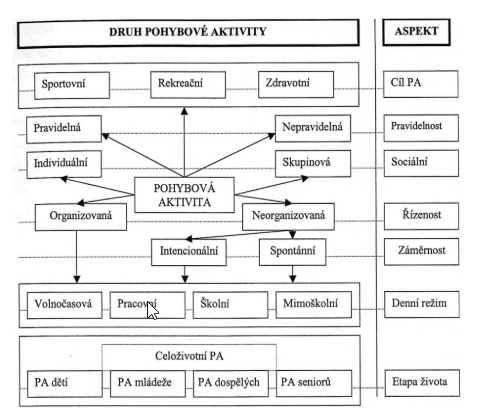 DRUH POHYBOVÉ AKTIVITY ASPEKT
Sportovní Rekreační Zdravotní Cíl PA
Pravidelná Nepravidelná Pravidelnost
Individuální Skupinová Sociální
POHYBOVÁ
AKTIVITA
Organizovaná Neorganizovaná Řízenost
Intencionální Spontánní Záměrnost
Volnočasová Pracovní Školní Mimoškolní Denní režim
Celoživotní PA
PA dětí PA mládeže PA dospělých PA seniorů Etapa života